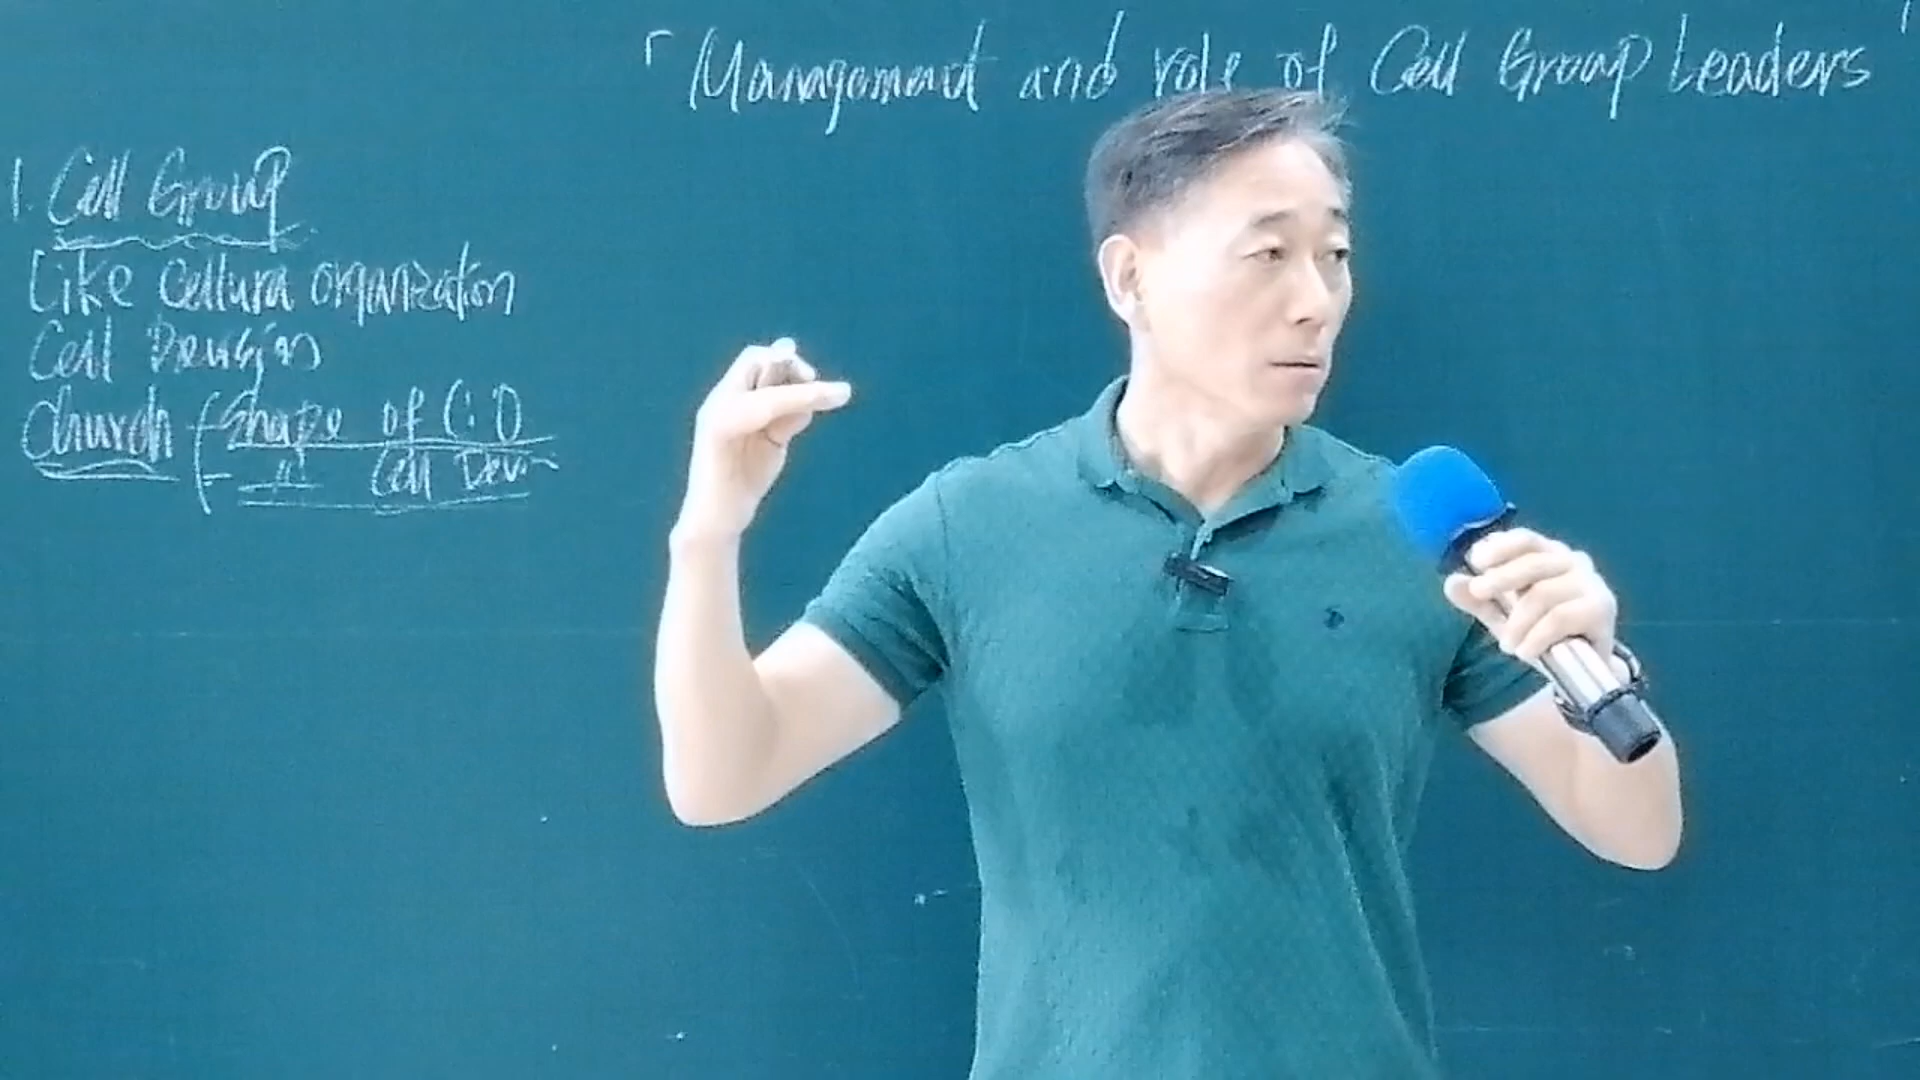 「Management and role of Cell Group Leaders」
1. Cell Group
Like Cellura organization
Cell
Church - Shape of C:O
- 〃 Cell Devi